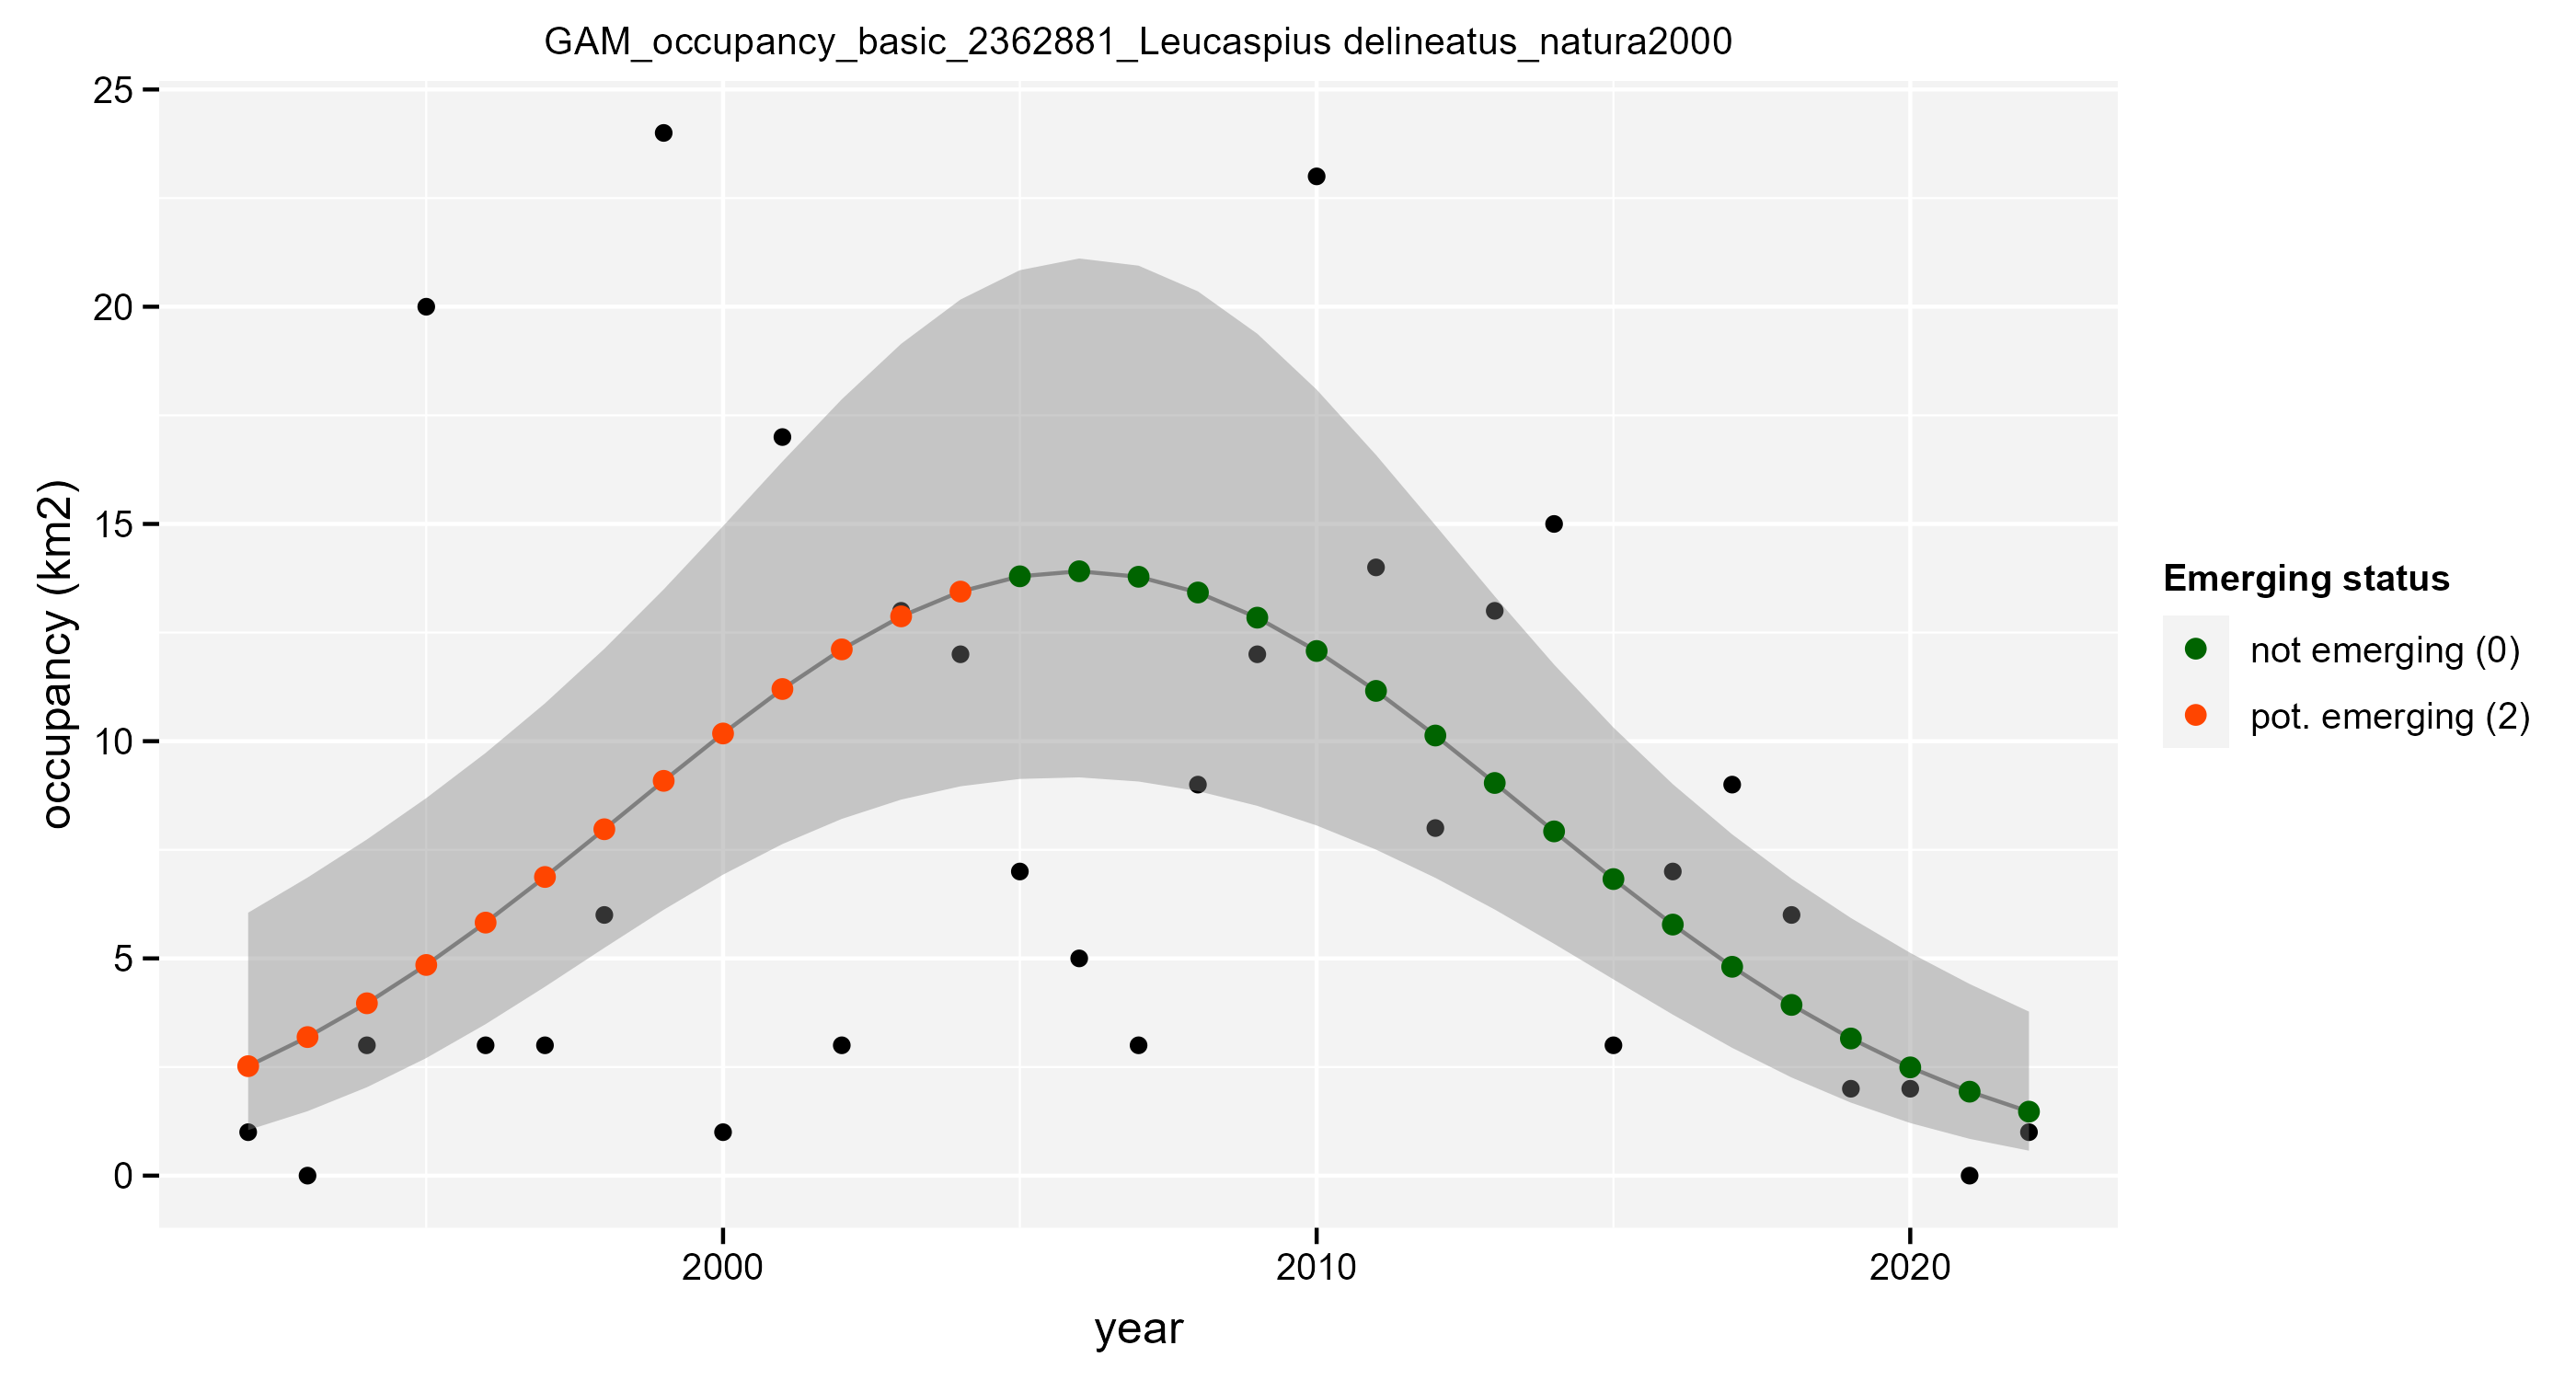 GAM_occupancy_basic_2362881_Leucaspius delineatus_natura2000
25
20
15
10
5
0
occupancy (km2)
2000
2010
2020
year
Emerging status
not emerging (0)
pot. emerging (2)